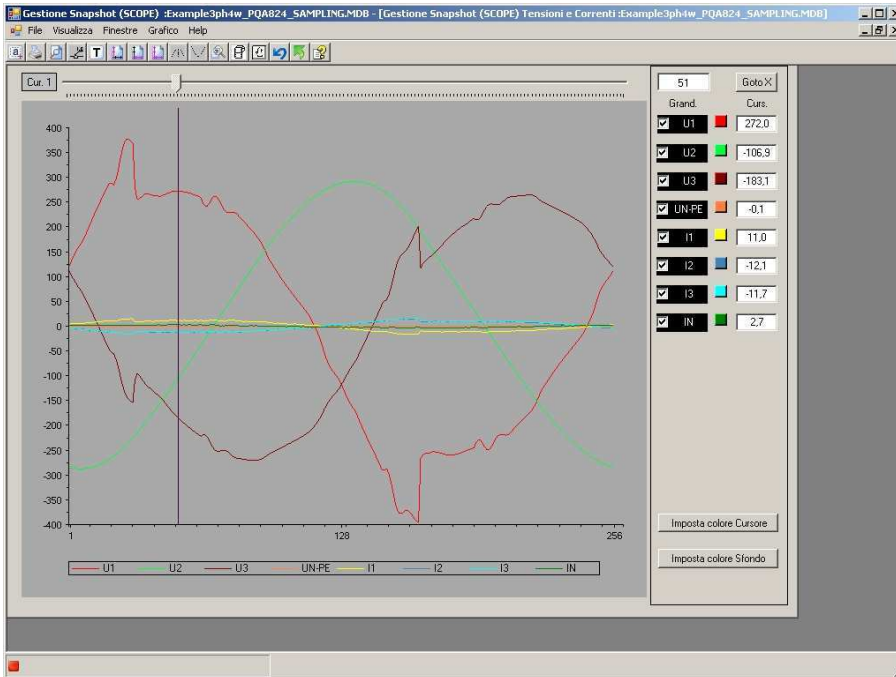 Gestione Snapshot (SCOPE) :Example3ph4w_PQA824_SAMPLING.MDB - [Gestione Snapshot (SCOPE) Tensioni e Correnti :Example3ph4w_PQA824_SAMPLING.MDB]
File Visualizza Finestre Grafico Help
Cur. 1
51 Goto X
Grand. Curs.
U1 272,0
U2 -106,9
U3 -183,1
UN-PE -0,1
I1 11,0
I2 -12,1
I3 -11,7
IN 2,7
400
350
300
250
200
150
100
50
0
-50
-100
-150
-200
-250
-300
-350
-400
1 128 256
U1 U2 U3 UN-PE I1 I2 I3 IN
Imposta colore Cursore
Imposta colore Sfondo